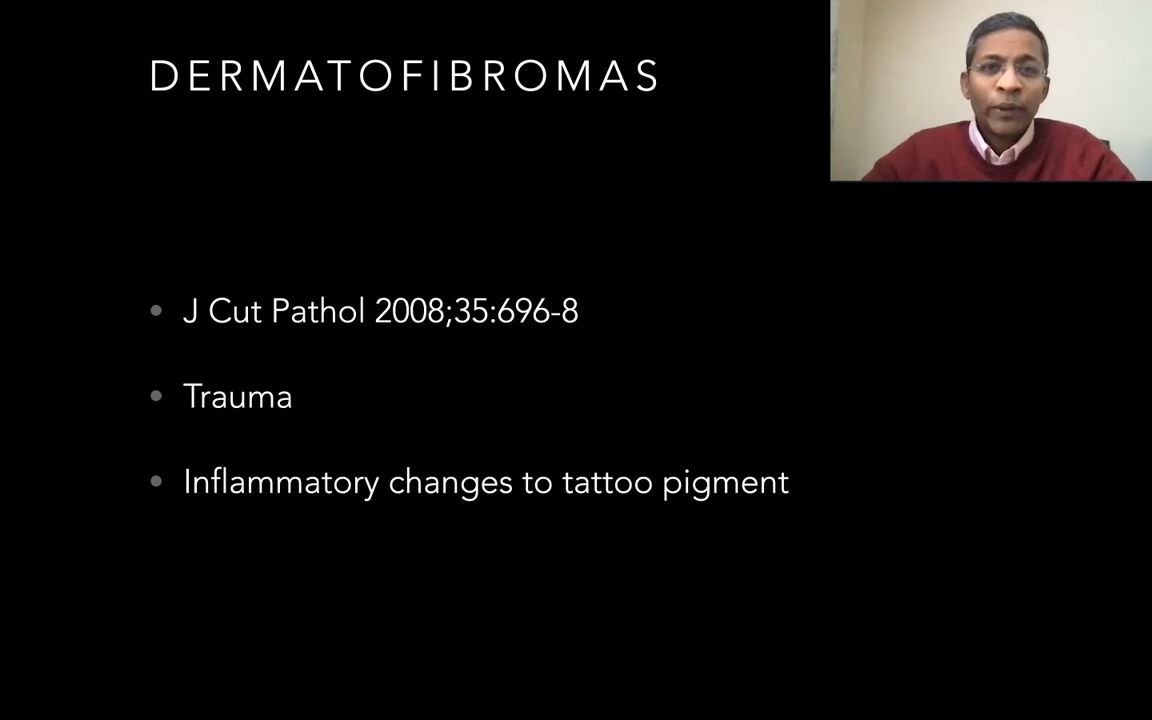 DERMATOFIBROMAS
J Cut Pathol 2008;35:696-8
Trauma
Inflammatory changes to tattoo pigment